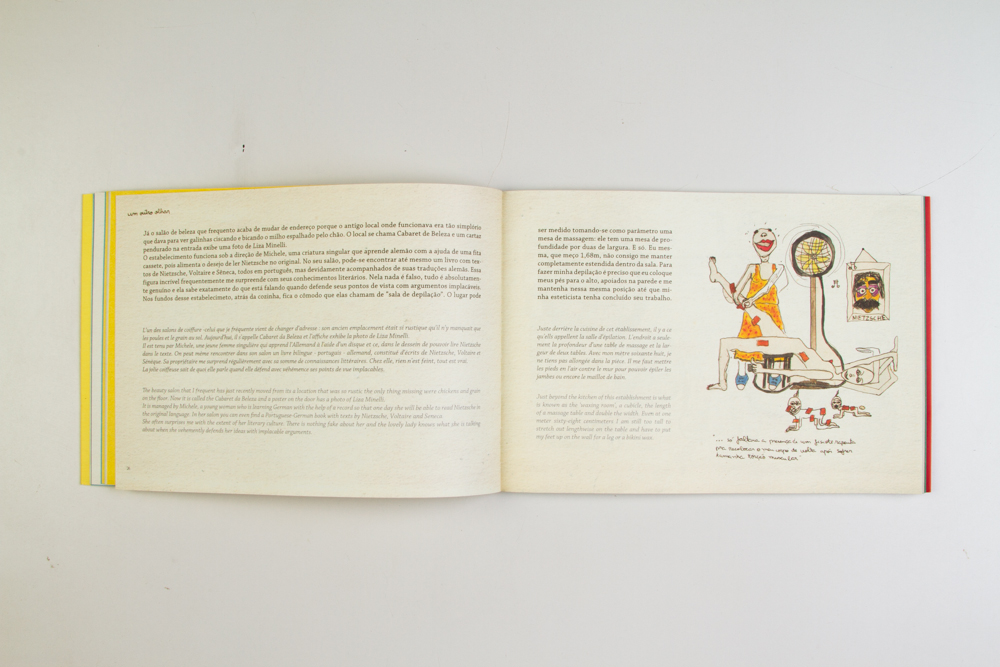 um outro olhar
Já o salão de beleza que frequento acaba de mudar de endereço porque o antigo local onde funcionava era tão simplório
que dava para ver galinhas ciscando e bicando o milho espalhado pelo chão. O local se chama Cabaret de Beleza e um cartaz
pendurado na entrada exibe uma foto de Liza Minelli.
O estabelecimento funciona sob a direção de Michele, uma criatura singular que aprende alemão com a ajuda de uma fita
cassete, pois alimenta o desejo de ler Nietzsche no original. No seu salão, pode-se encontrar até mesmo um livro com tex-
tos de Nietzsche, Voltaire e Sêneca, todos em português, mas devidamente acompanhados de suas traduções alemãs. Essa
figura incrível frequentemente me surpreende com seus conhecimentos literários. Nela nada é falso, tudo é absolutamen-
te genuíno e ela sabe exatamente do que está falando quando defende seus pontos de vista com argumentos implacáveis.
Nos fundos desse estabelecimeto, atrás da cozinha, fica o cômodo que elas chamam de "sala de depilação". O lugar pode
L'un des salons de coiffure -celui que je fréquente vient de changer d'adresse : son ancien emplacement était si rustique qu'il n'y manquait que
les poules et le grain au sol. Aujourd'hui, il s'appelle Cabaret da Beleza et l'affiche exhibe la photo de Liza Minelli.
Il est tenu par Michele, une jeune femme singulière qui apprend l'Allemand à l'aide d'un disque et ce, dans le dessein de pouvoir lire Nietzsche
dans le texte. On peut même rencontrer dans son salon un livre bilingue - portugais - allemand, constitué d'écrits de Nietzsche, Voltaire et
Sénèque. Sa propriétaire me surprend régulièrement avec sa somme de connaissances littéraires. Chez elle, rien n'est feint, tout est vrai.
La jolie coiffeuse sait de quoi elle parle quand elle défend avec véhémence ses points de vue implacables.
The beauty salon that I frequent has just recently moved from its a location that was so rustic the only thing missing were chickens and grain
on the floor. Now it is called the Cabaret da Beleza and a poster on the door has a photo of Liza Minelli.
It is managed by Michele, a young woman who is learning German with the help of a record so that one day she will be able to read Nietzsche in
the original language. In her salon you can even find a Portuguese-German book with texts by Nietzsche, Voltaire and Seneca.
She often surprises me with the extent of her literary culture. There is nothing fake about her and the lovely lady knows what she is talking
about when she vehemently defends her ideas with implacable arguments.
ser medido tomando-se como parâmetro uma
mesa de massagem: ele tem uma mesa de pro-
fundidade por duas de largura. E só. Eu mes-
ma, que meço 1,68m, não consigo me manter
completamente estendida dentro da sala. Para
fazer minha depilação é preciso que eu coloque
meus pés para o alto, apoiados na parede e me
mantenha nessa mesma posição até que mi-
nha esteticista tenha concluído seu trabalho.
Juste derrière la cuisine de cet établissement, il y a ce
qu'elles appellent la salle d'épilation. L'endroit a seule-
ment la profondeur d'une table de massage et la lar-
geur de deux tables. Avec mon mètre soixante huit, je
ne tiens pas allongée dans la pièce. Il me faut mettre
les pieds en l'air contre le mur pour pouvoir épiler les
jambes ou encore le maillot de bain.
Just beyond the kitchen of this establishment is what
is known as the 'waxing room', a cubicle, the length
of a massage table and double the width. From at one
meter sixty-eight centimeters I am still too tall to
stretch out lengthwise on the table and have to put
my feet up on the wall for a leg or a bikini wax.
NIETZSCHE
"... só faltava a presença de um